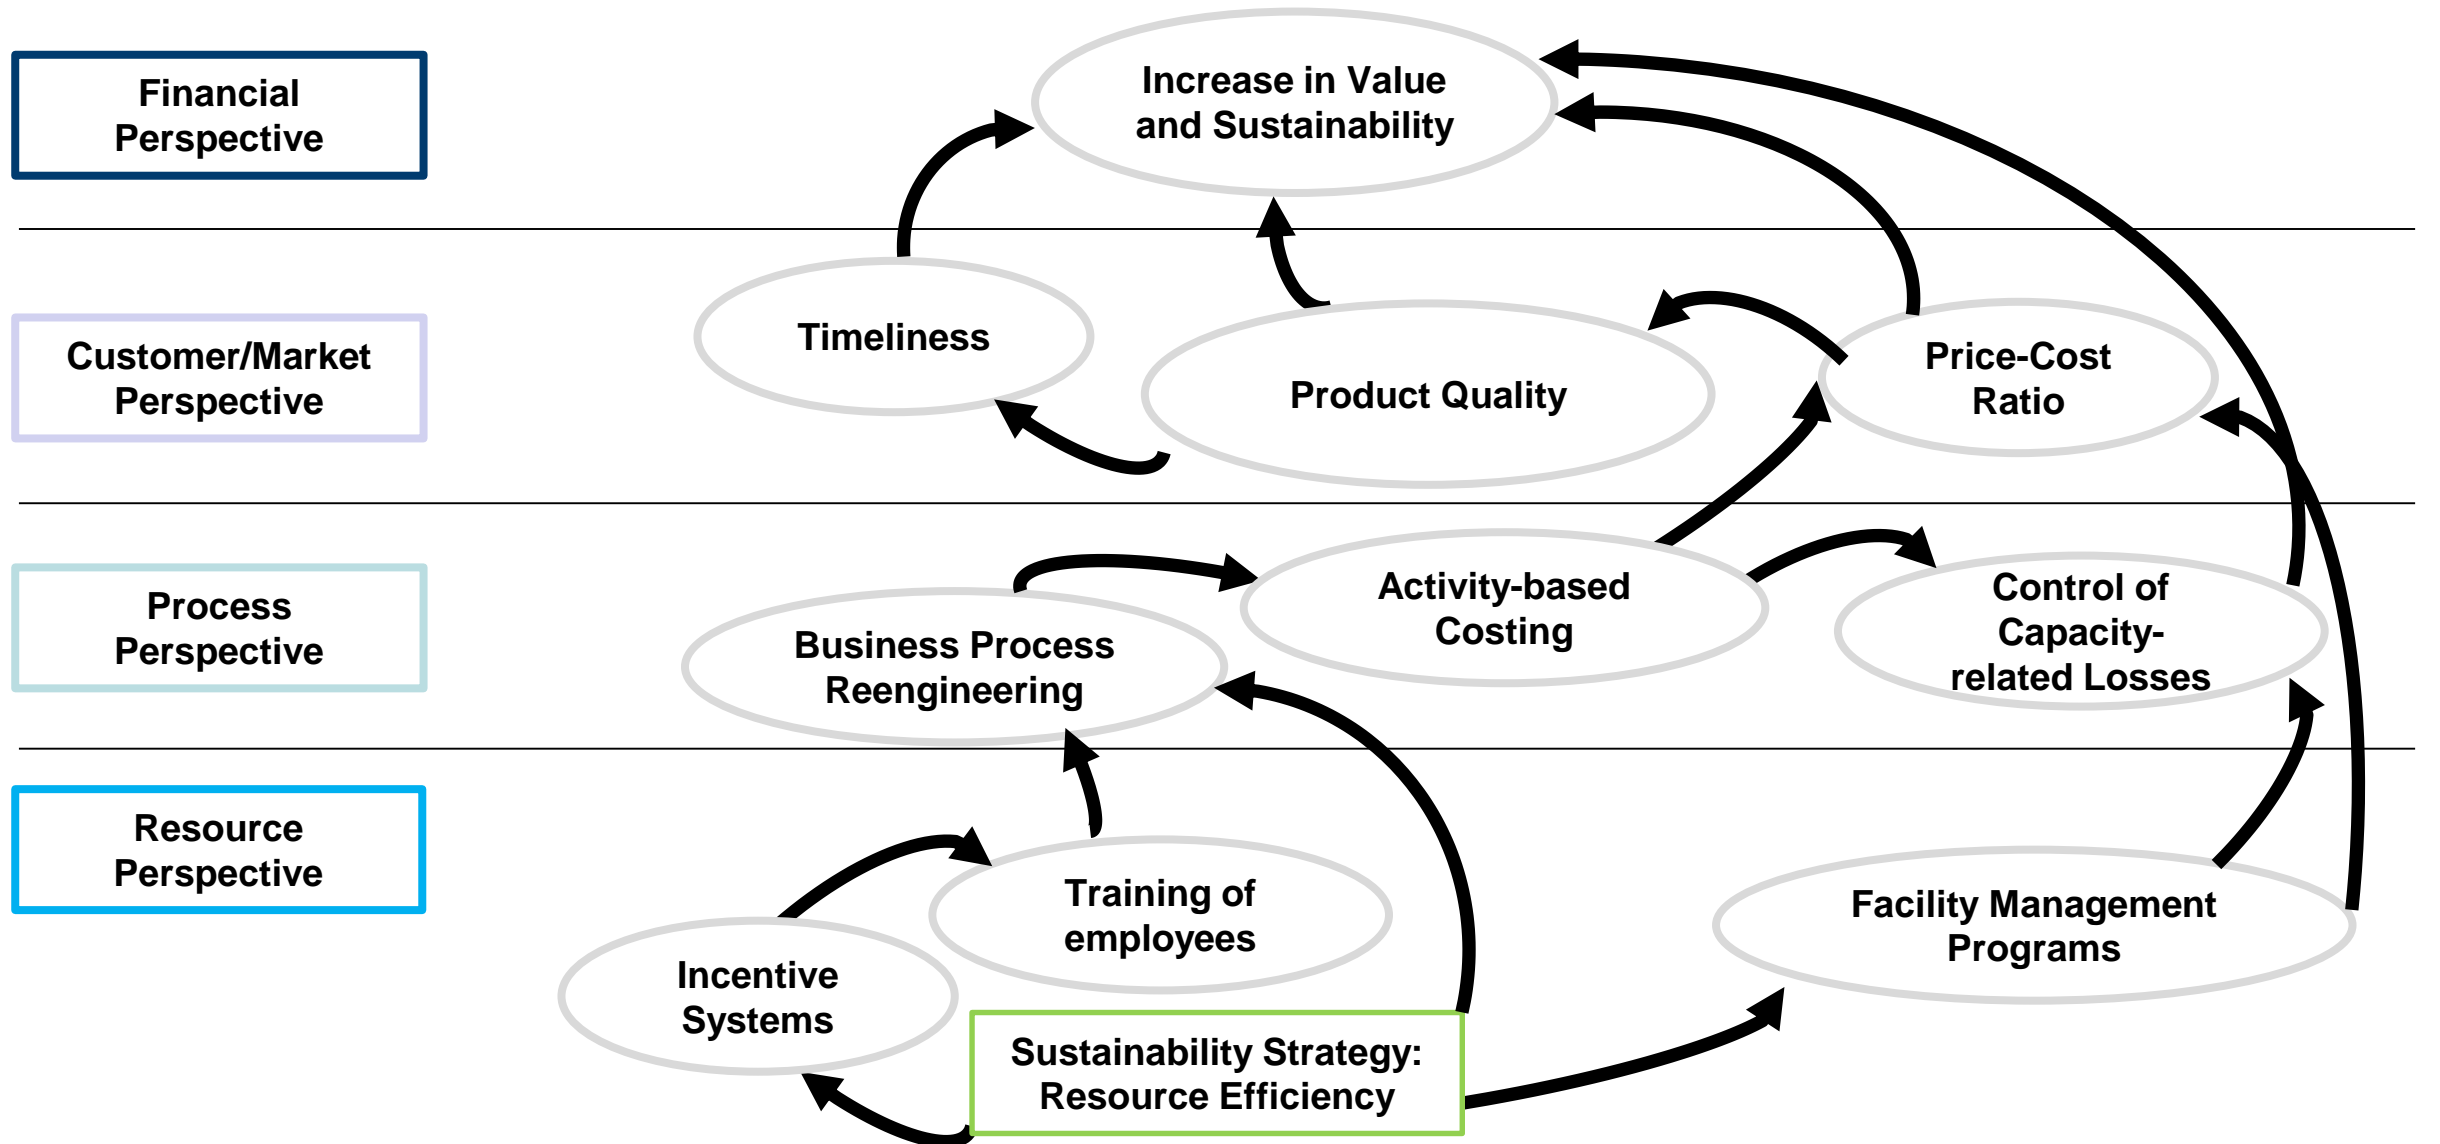 Financial
Perspective
Increase in Value
and Sustainability
Customer/Market
Perspective
Timeliness
Product Quality
Price-Cost
Ratio
Process
Perspective
Business Process
Reengineering
Activity-based
Costing
Control of
Capacity-
related Losses
Resource
Perspective
Incentive
Systems
Training of
employees
Facility Management
Programs
Sustainability Strategy:
Resource Efficiency